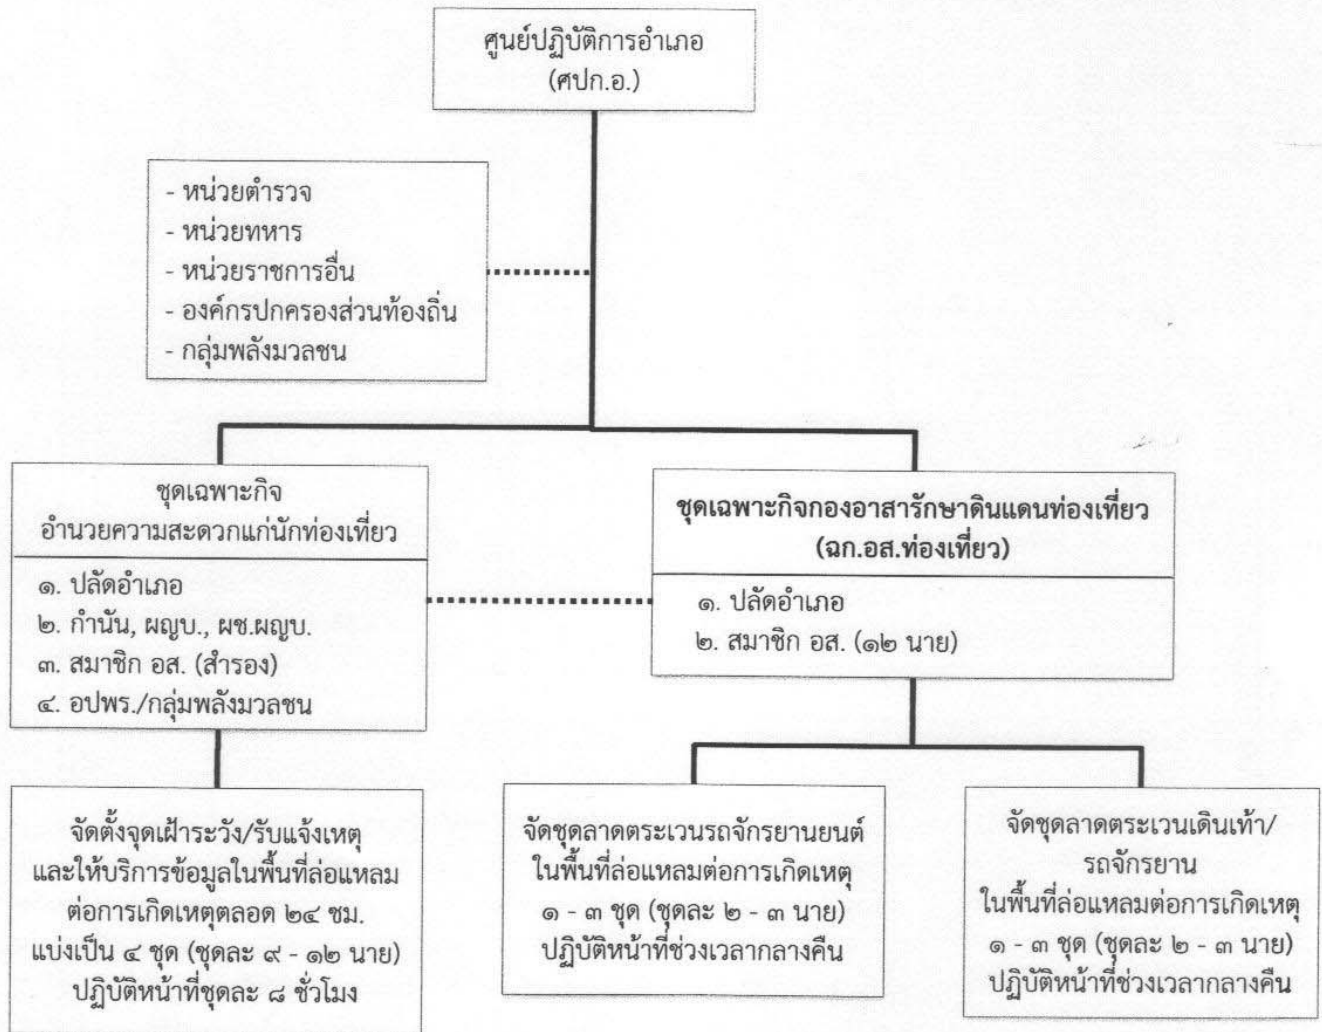 ศูนย์ปฏิบัติการอำเภอ
(ศปก.อ.)
- หน่วยตำรวจ
- หน่วยทหาร
- หน่วยราชการอื่น
- องค์กรปกครองส่วนท้องถิ่น
- กลุ่มพลังมวลชน
ชุดเฉพาะกิจ
อำนวยความสะดวกแก่นักท่องเที่ยว
๑. ปลัดอำเภอ
๒. กำนัน, ผญบ., ผช.ผญบ.
๓. สมาชิก อส. (สำรอง)
๔. อปพร./กลุ่มพลังมวลชน
ชุดเฉพาะกิจกองอาสารักษาดินแดนท่องเที่ยว
(ฉก.อส.ท่องเที่ยว)
๑. ปลัดอำเภอ
๒. สมาชิก อส. (๑๒ นาย)
จัดตั้งจุดเฝ้าระวัง/รับแจ้งเหตุ
และให้บริการข้อมูลในพื้นที่ล่อแหลม
ต่อการเกิดเหตุตลอด ๒๔ ชม.
แบ่งเป็น ๔ ชุด (ชุดละ ๙ - ๑๒ นาย)
ปฏิบัติหน้าที่ชุดละ ๘ ชั่วโมง
จัดชุดลาดตระเวนรถจักรยานยนต์
ในพื้นที่ล่อแหลมต่อการเกิดเหตุ
๑ - ๓ ชุด (ชุดละ ๒ - ๓ นาย)
ปฏิบัติหน้าที่ช่วงเวลากลางคืน
จัดชุดลาดตระเวนเดินเท้า/
รถจักรยาน
ในพื้นที่ล่อแหลมต่อการเกิดเหตุ
๑ - ๓ ชุด (ชุดละ ๒ - ๓ นาย)
ปฏิบัติหน้าที่ช่วงเวลากลางคืน